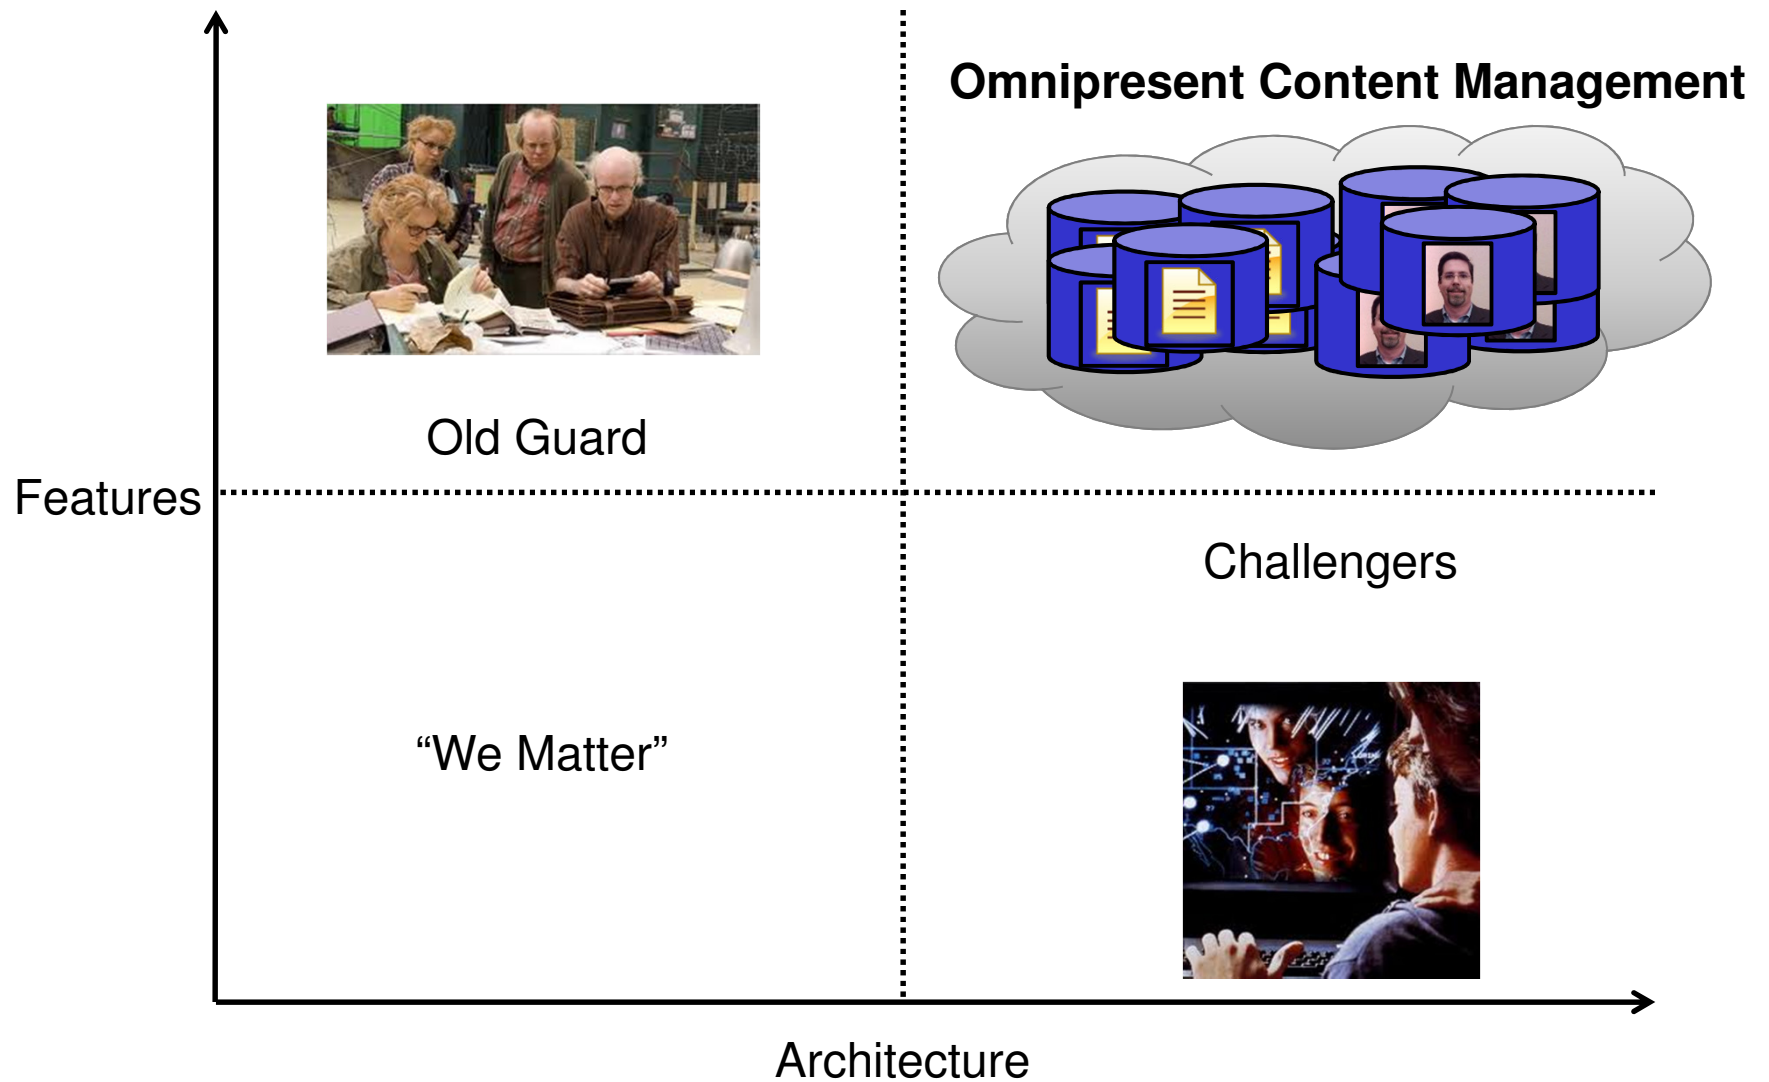 Omnipresent Content Management
Old Guard
Features
Challengers
“We Matter”
Architecture